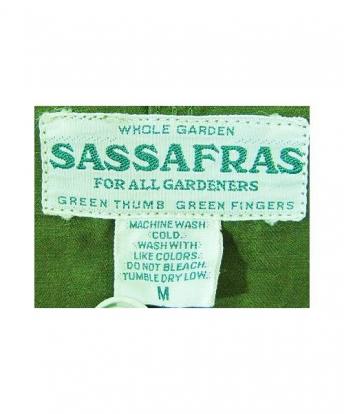 WHOLE GARDEN
SASSAFRAS
FOR ALL GARDENERS
GREEN THUMB GREEN FINGERS
MACHINE WASH
COLD.
WASH WITH
LIKE COLORS.
DO NOT BLEACH.
TUMBLE DRY LOW.
M